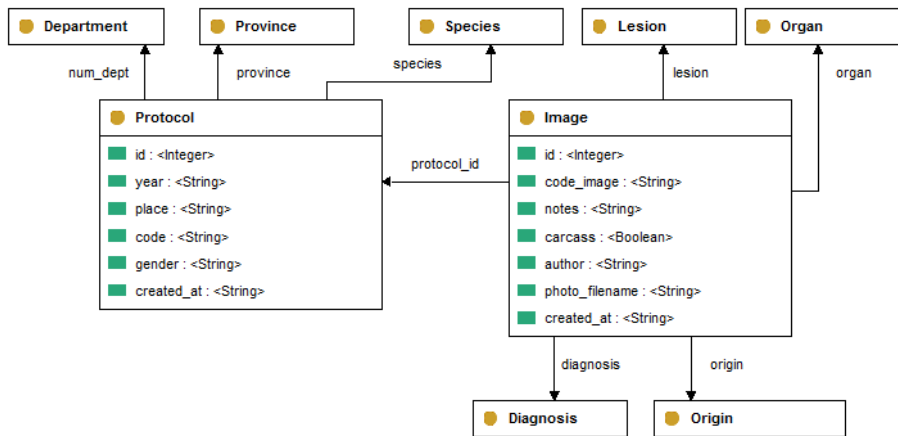 Department
Province
Species
Lesion
Organ
num_dept
province
species
lesion
organ
Protocol
id : <Integer>
year : <String>
place : <String>
code : <String>
gender : <String>
created_at : <String>
protocol_id
Image
id : <Integer>
code_image : <String>
notes : <String>
carcass : <Boolean>
author : <String>
photo_filename : <String>
created_at : <String>
diagnosis
origin
Diagnosis
Origin